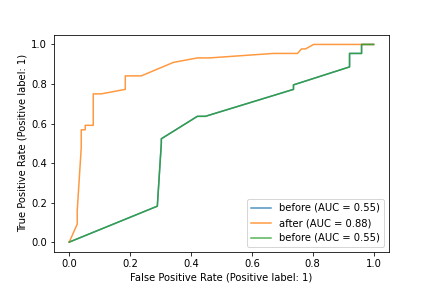 1.0
0.8
0.6
0.4
0.2
0.0
True Positive Rate (Positive label: 1)
before (AUC = 0.55)
after (AUC = 0.88)
before (AUC = 0.55)
0.0 0.2 0.4 0.6 0.8 1.0
False Positive Rate (Positive label: 1)